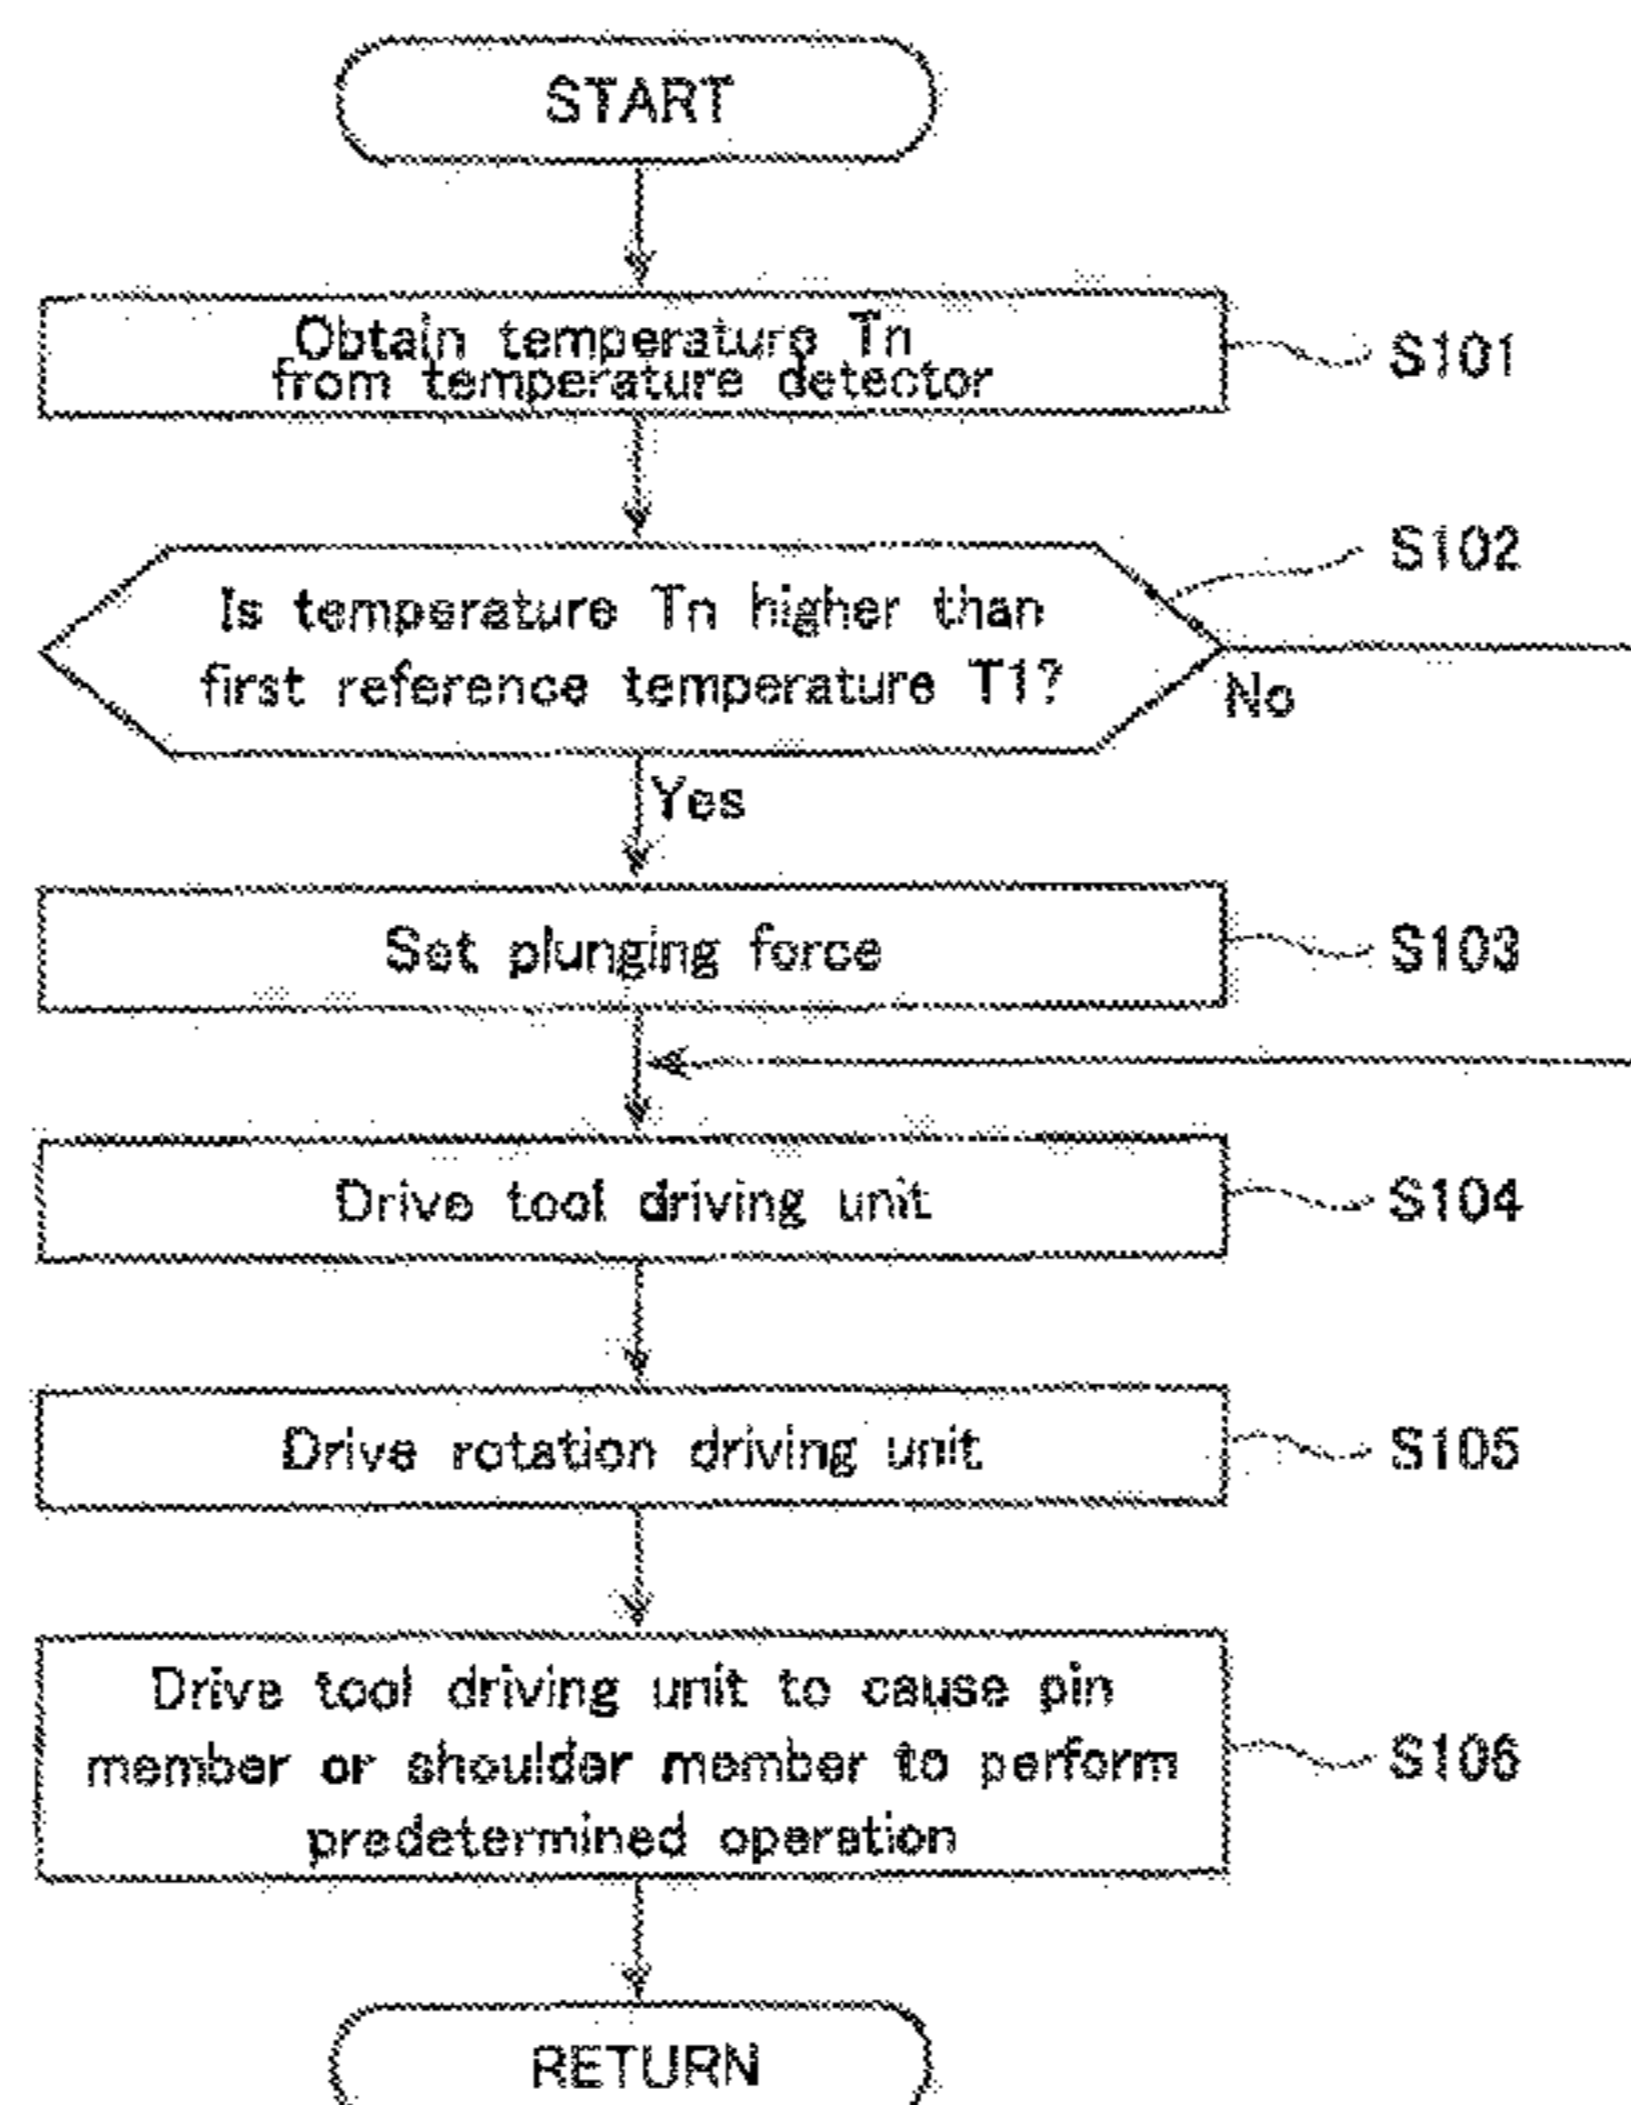 START
Obtain temperature Tn
from temperature detector
S101
S102
Is temperature Tn higher than
first reference temperature T1?
No
Yes
Set plunging force
S103
Drive tool driving unit
S104
Drive rotation driving unit
S105
Drive tool driving unit to cause pin
member or shoulder member to perform
predetermined operation
S106
RETURN